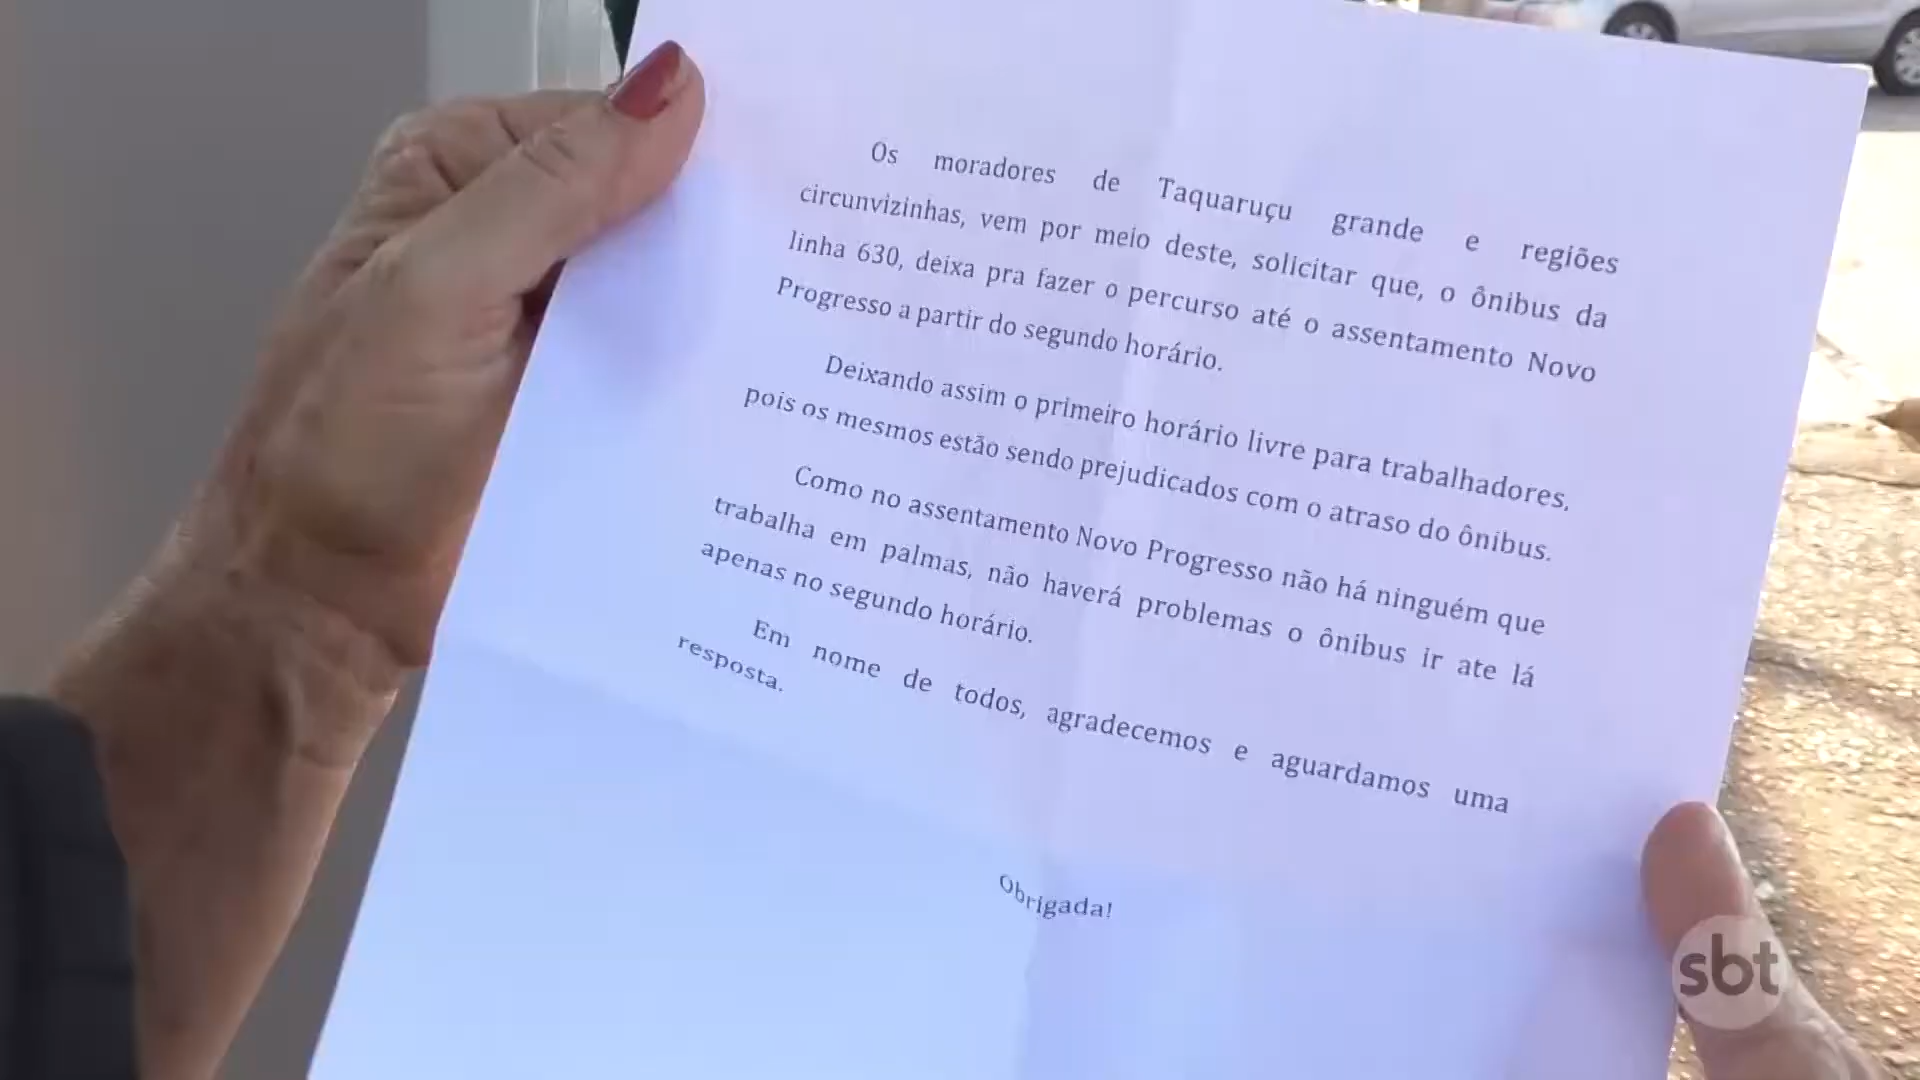 Os moradores de Taquaruçu grande e regiões
circunvizinhas, vem por meio deste, solicitar que, o ônibus da
linha 630, deixa pra fazer o percurso até o assentamento Novo
Progresso a partir do segundo horário.
Deixando assim o primeiro horário livre para trabalhadores,
pois os mesmos estão sendo prejudicados com o atraso do ônibus.
Como no assentamento Novo Progresso não há ninguém que
trabalha em palmas, não haverá problemas o ônibus ir ate lá
apenas no segundo horário.
Em nome de todos, agradecemos e aguardamos uma
resposta.
Obrigada!
sbt